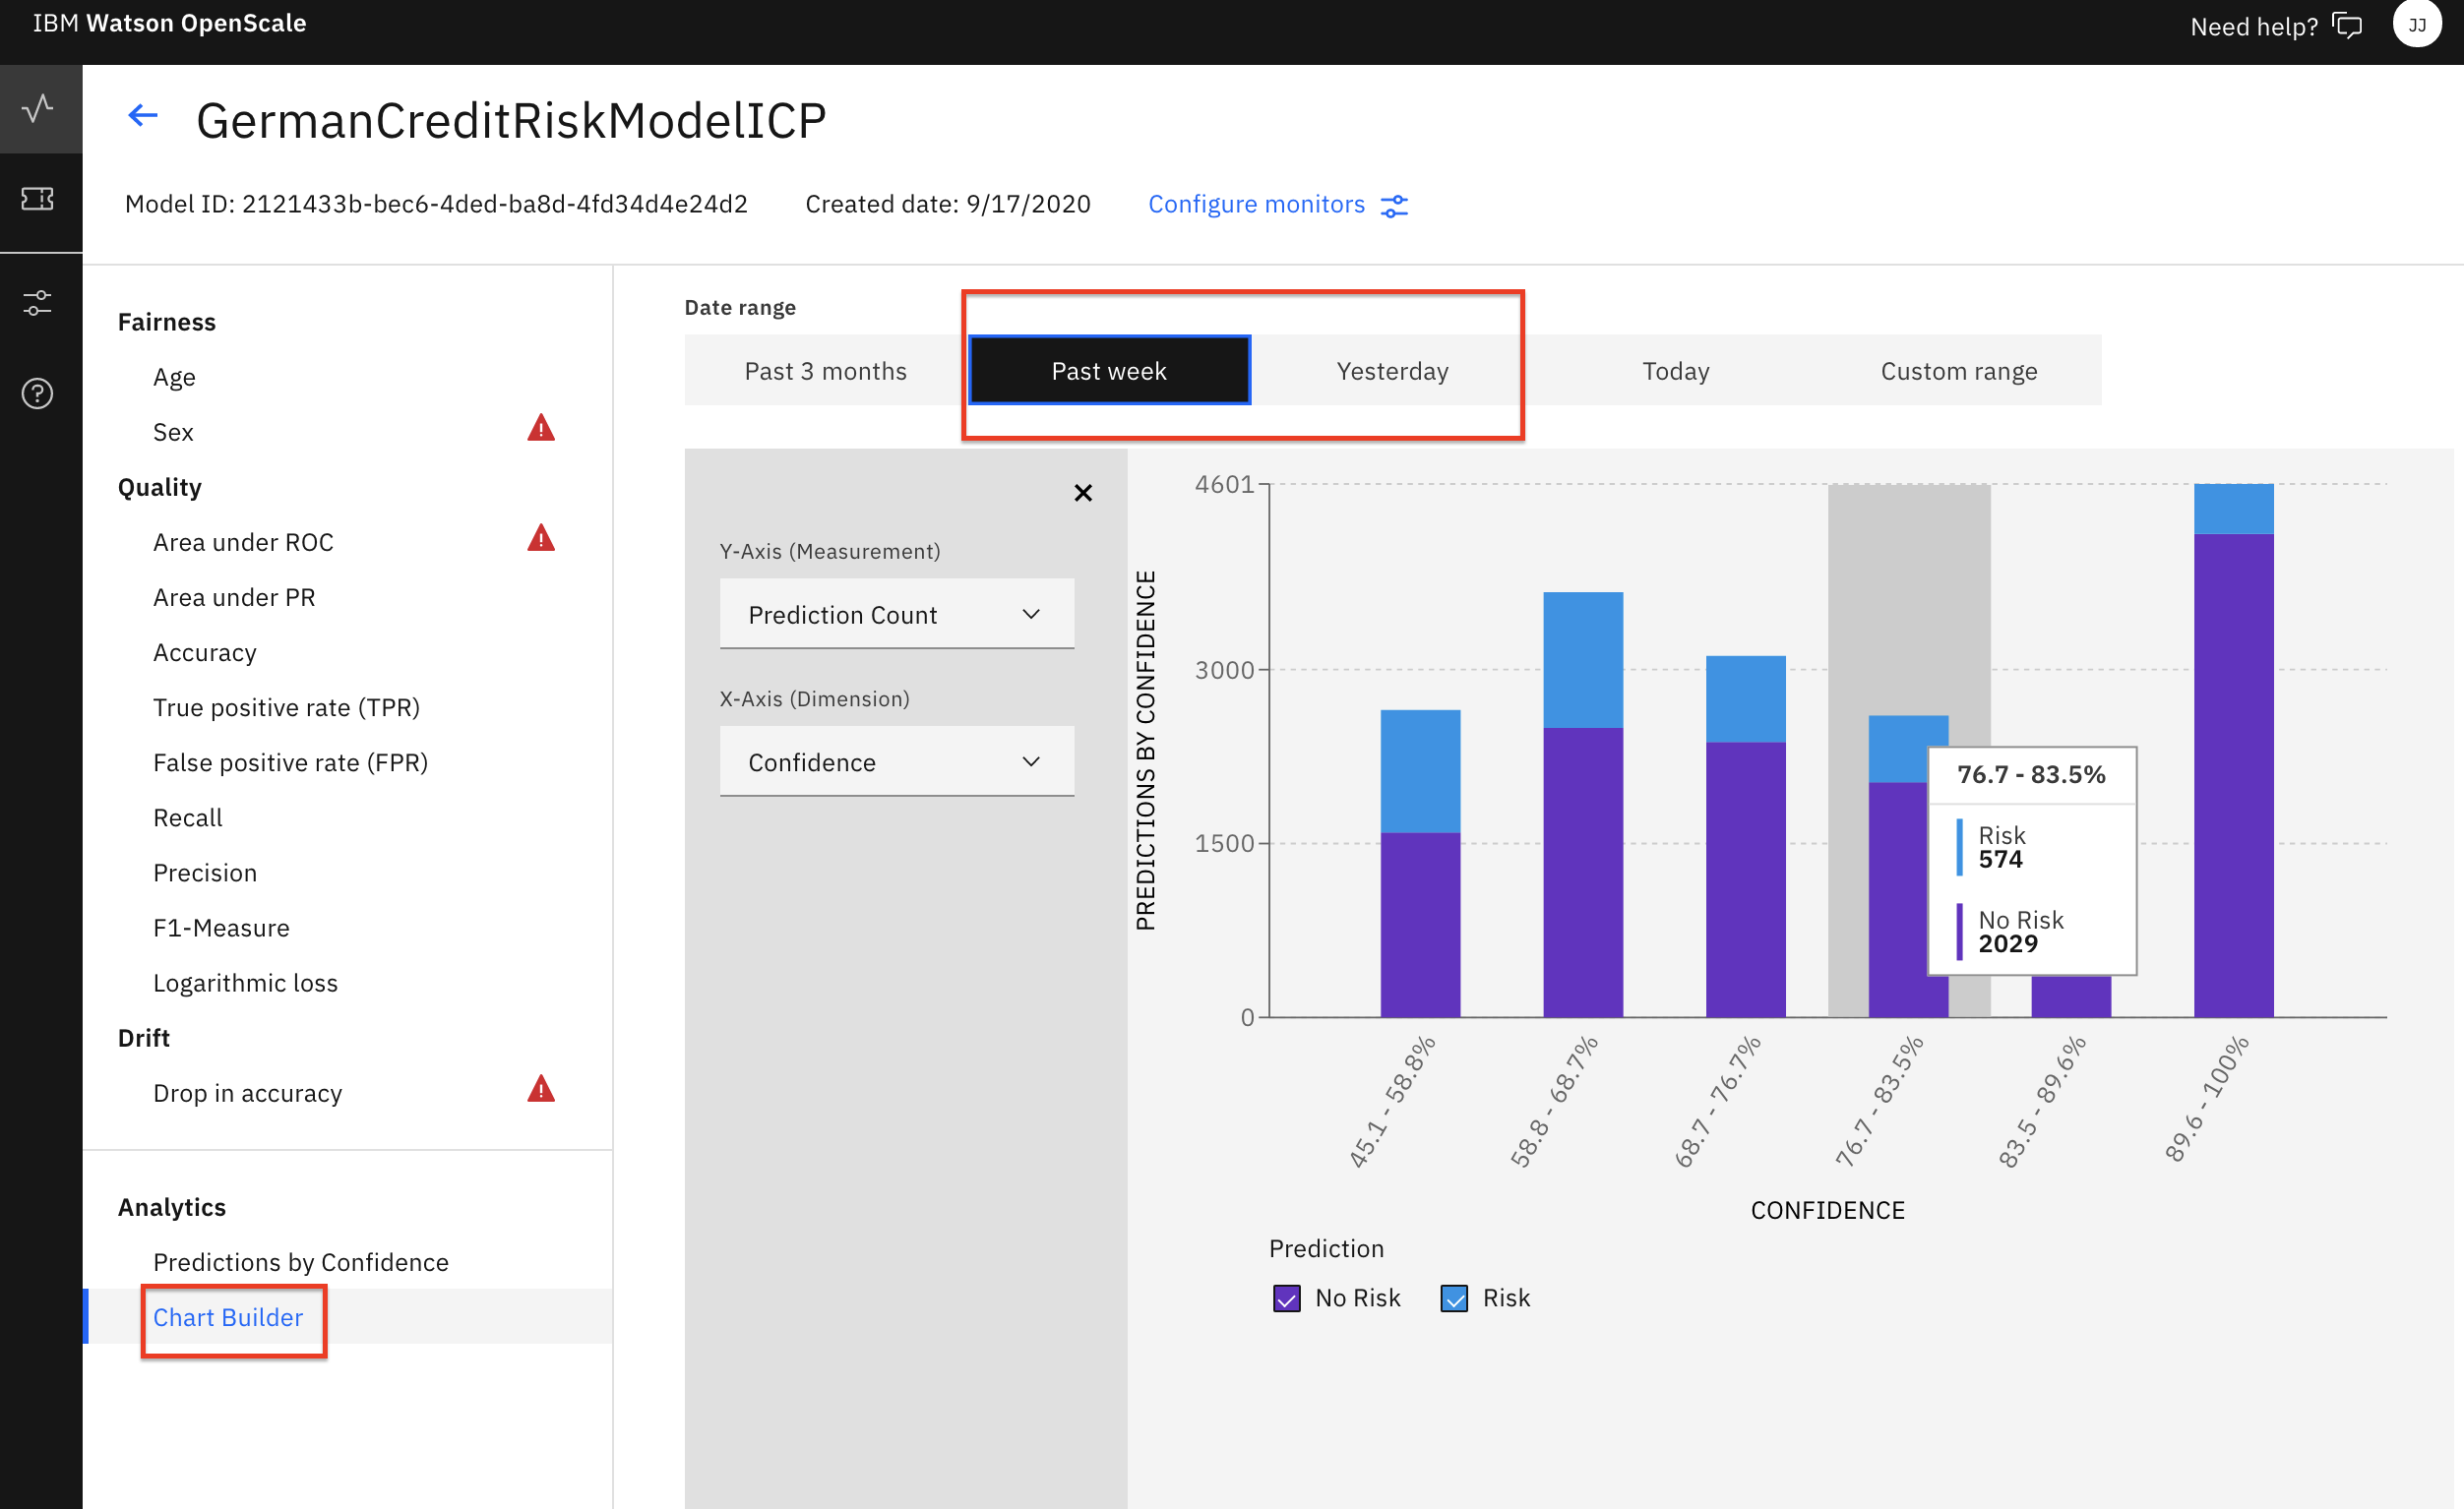 IBM Watson OpenScale
Need help?
JJ
GermanCreditRiskModelICP
Model ID: 2121433b-bec6-4ded-ba8d-4fd34d4e24d2
Created date: 9/17/2020
Configure monitors
Fairness
Age
Sex
Quality
Area under ROC
Area under PR
Accuracy
True positive rate (TPR)
False positive rate (FPR)
Recall
Precision
F1-Measure
Logarithmic loss
Drift
Drop in accuracy
Analytics
Predictions by Confidence
Chart Builder
Date range
Past 3 months
Past week
Yesterday
Today
Custom range
Y-Axis (Measurement)
Prediction Count
X-Axis (Dimension)
Confidence
PREDICTIONS BY CONFIDENCE
4601
3000
1500
0
76.7 - 83.5%
Risk
574
No Risk
2029
45.1 - 58.8%
58.8 - 68.7%
68.7 - 76.7%
76.7 - 83.5%
83.5 - 89.6%
89.6 - 100%
CONFIDENCE
Prediction
No Risk
Risk